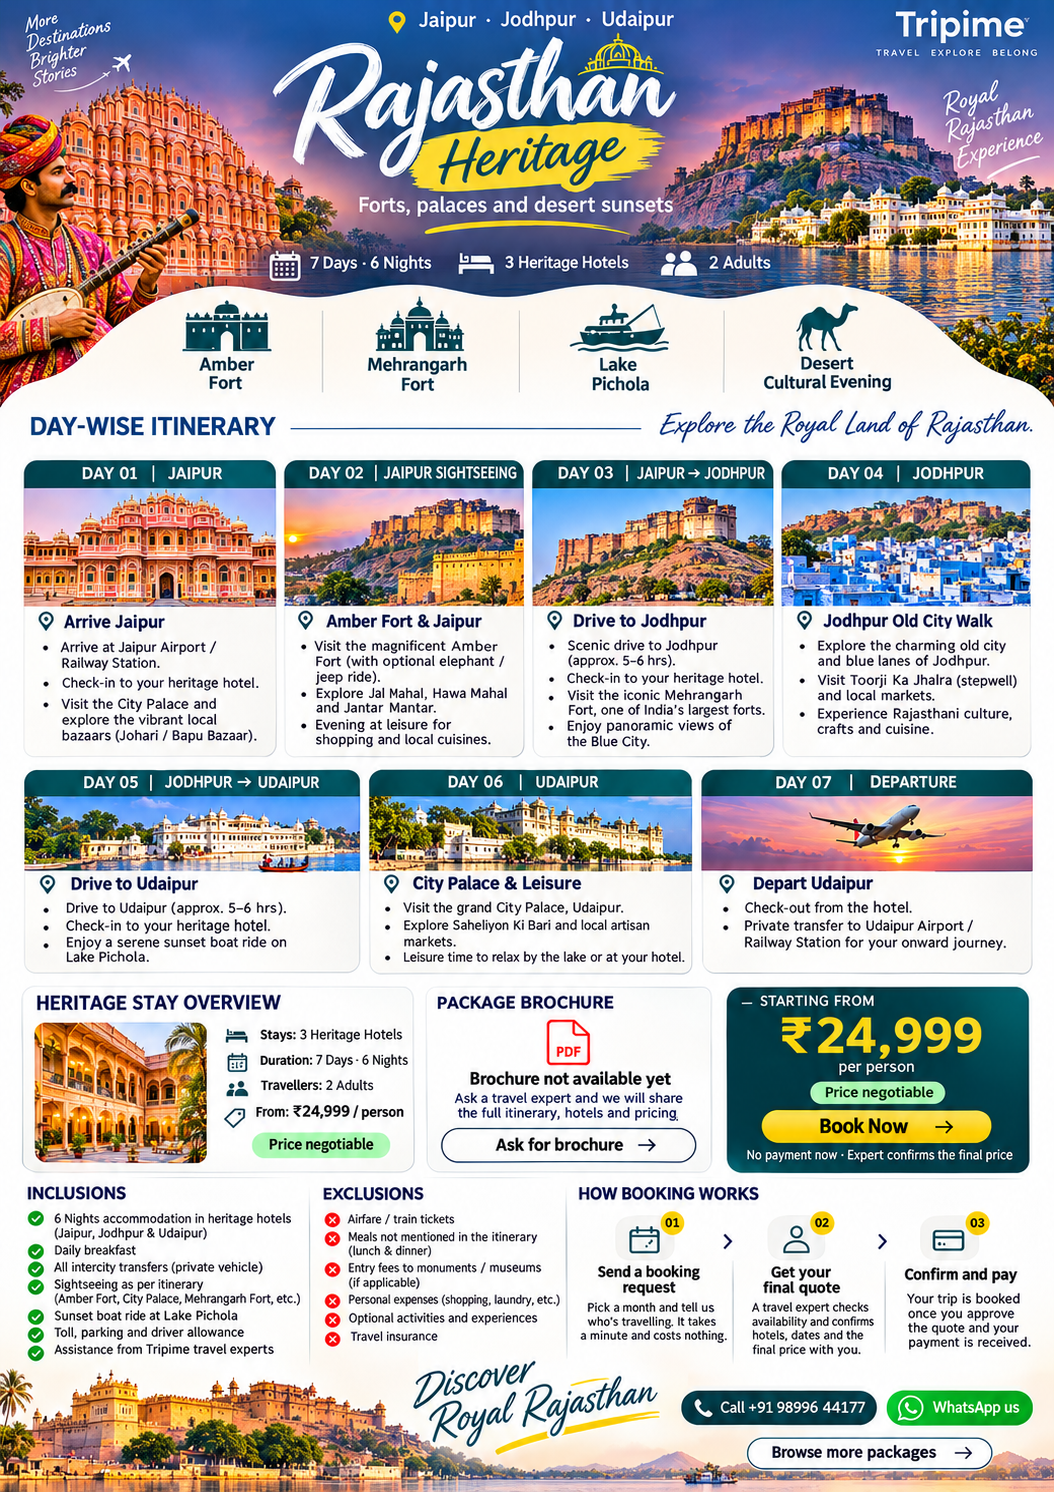 More
Destinations
Brighter
Stories
Jaipur · Jodhpur · Udaipur
Tripime
TRAVEL EXPLORE BELONG
Rajasthan
Heritage
Royal
Rajasthan
Experience
Forts, palaces and desert sunsets
7 Days · 6 Nights
3 Heritage Hotels
2 Adults
Amber
Fort
Mehrangarh
Fort
Lake
Pichola
Desert
Cultural Evening
DAY-WISE ITINERARY
Explore the Royal Land of Rajasthan.
DAY 01 | JAIPUR
Arrive Jaipur
• Arrive at Jaipur Airport /
Railway Station.
• Check-in to your heritage hotel.
• Visit the City Palace and
explore the vibrant local
bazaars (Johari / Bapu Bazaar).
DAY 02 | JAIPUR SIGHTSEEING
Amber Fort & Jaipur
• Visit the magnificent Amber
Fort (with optional elephant /
jeep ride).
• Explore Jal Mahal, Hawa Mahal
and Jantar Mantar.
• Evening at leisure for
shopping and local cuisines.
DAY 03 | JAIPUR → JODHPUR
Drive to Jodhpur
• Scenic drive to Jodhpur
(approx. 5–6 hrs).
• Check-in to your heritage hotel.
• Visit the iconic Mehrangarh
Fort, one of India's largest forts.
• Enjoy panoramic views of
the Blue City.
DAY 04 | JODHPUR
Jodhpur Old City Walk
• Explore the charming old city
and blue lanes of Jodhpur.
• Visit Toorji Ka Jhalra (stepwell)
and local markets.
• Experience Rajasthani culture,
crafts and cuisine.
DAY 05 | JODHPUR → UDAIPUR
Drive to Udaipur
• Drive to Udaipur (approx. 5–6 hrs).
• Check-in to your heritage hotel.
• Enjoy a serene sunset boat ride on
Lake Pichola.
DAY 06 | UDAIPUR
City Palace & Leisure
• Visit the grand City Palace, Udaipur.
• Explore Saheliyon Ki Bari and local artisan
markets.
• Leisure time to relax by the lake or at your hotel.
DAY 07 | DEPARTURE
Depart Udaipur
• Check-out from the hotel.
• Private transfer to Udaipur Airport /
Railway Station for your onward journey.
HERITAGE STAY OVERVIEW
Stays: 3 Heritage Hotels
Duration: 7 Days · 6 Nights
Travellers: 2 Adults
From: ₹24,999 / person
Price negotiable
PACKAGE BROCHURE
PDF
Brochure not available yet
Ask a travel expert and we will share
the full itinerary, hotels and pricing.
Ask for brochure →
— STARTING FROM
₹24,999
per person
Price negotiable
Book Now →
No payment now · Expert confirms the final price
INCLUSIONS
6 Nights accommodation in heritage hotels
(Jaipur, Jodhpur & Udaipur)
Daily breakfast
All intercity transfers (private vehicle)
Sightseeing as per itinerary
(Amber Fort, City Palace, Mehrangarh Fort, etc.)
Sunset boat ride at Lake Pichola
Toll, parking and driver allowance
Assistance from Tripime travel experts
EXCLUSIONS
Airfare / train tickets
Meals not mentioned in the itinerary
(lunch & dinner)
Entry fees to monuments / museums
(if applicable)
Personal expenses (shopping, laundry, etc.)
Optional activities and experiences
Travel insurance
HOW BOOKING WORKS
01
Send a booking
request
Pick a month and tell us
who's travelling. It takes
a minute and costs nothing.
02
Get your
final quote
A travel expert checks
availability and confirms
hotels, dates and the
final price with you.
03
Confirm and pay
Your trip is booked
once you approve
the quote and your
payment is received.
Discover
Royal Rajasthan
Call +91 98996 44177
WhatsApp us
Browse more packages →